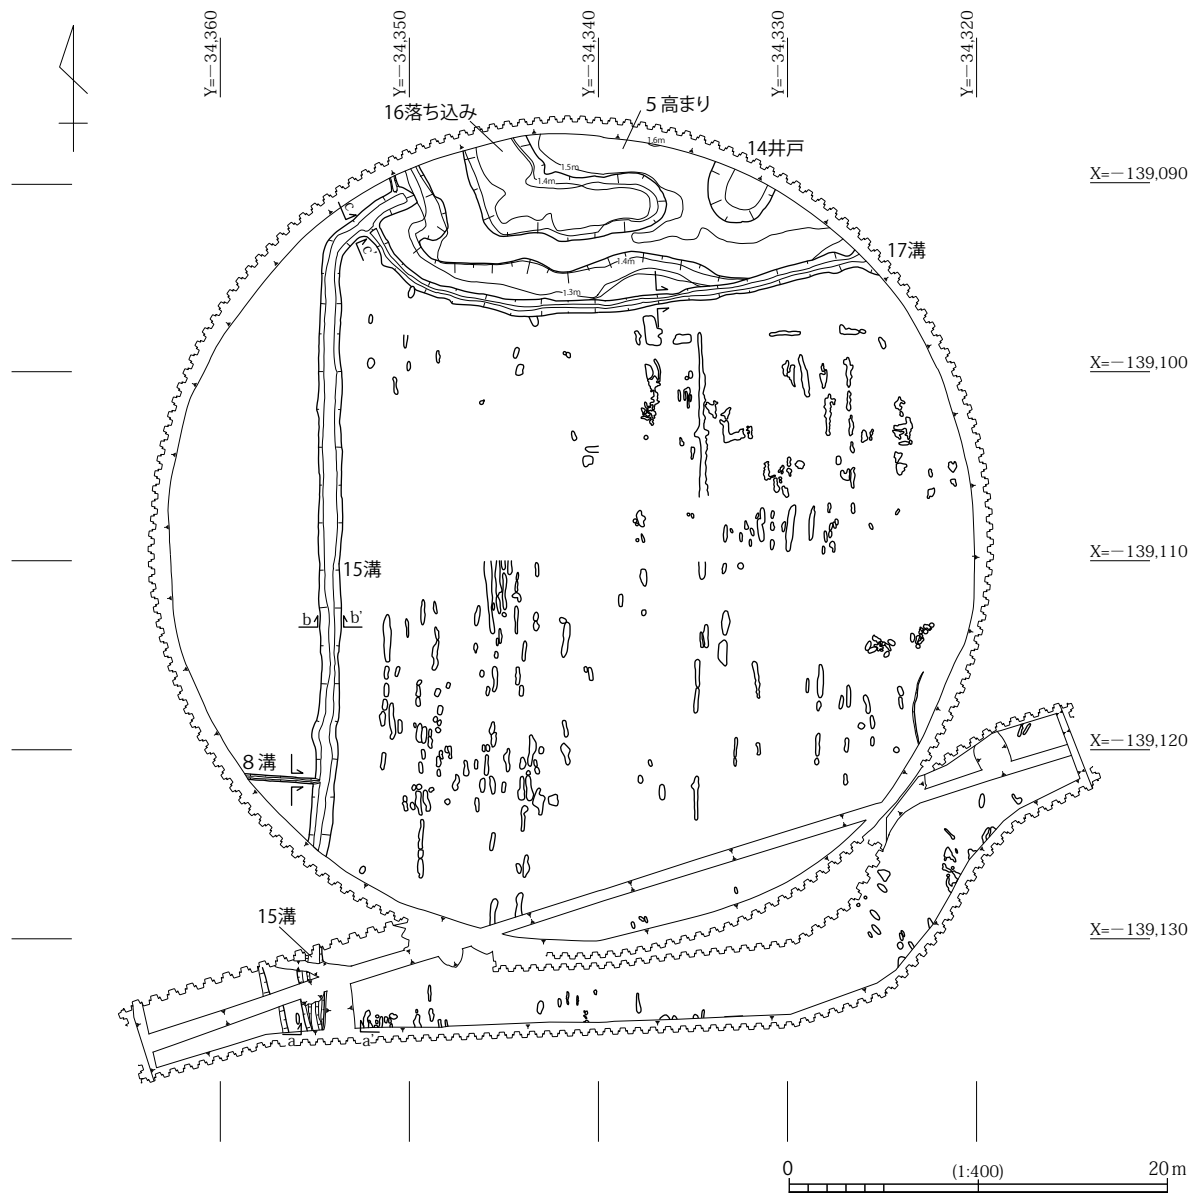 Y=－34,360
Y=－34,350
Y=－34,340
Y=－34,330
Y=－34,320
16落ち込み
5高まり
14井戸
1.6m
1.5m
1.4m
X=－139,090
c
c'
17溝
1.4m
1.3m
X=－139,100
X=－139,110
15溝
b
b'
X=－139,120
8溝
15溝
X=－139,130
a
a'
0
(1:400)
20m